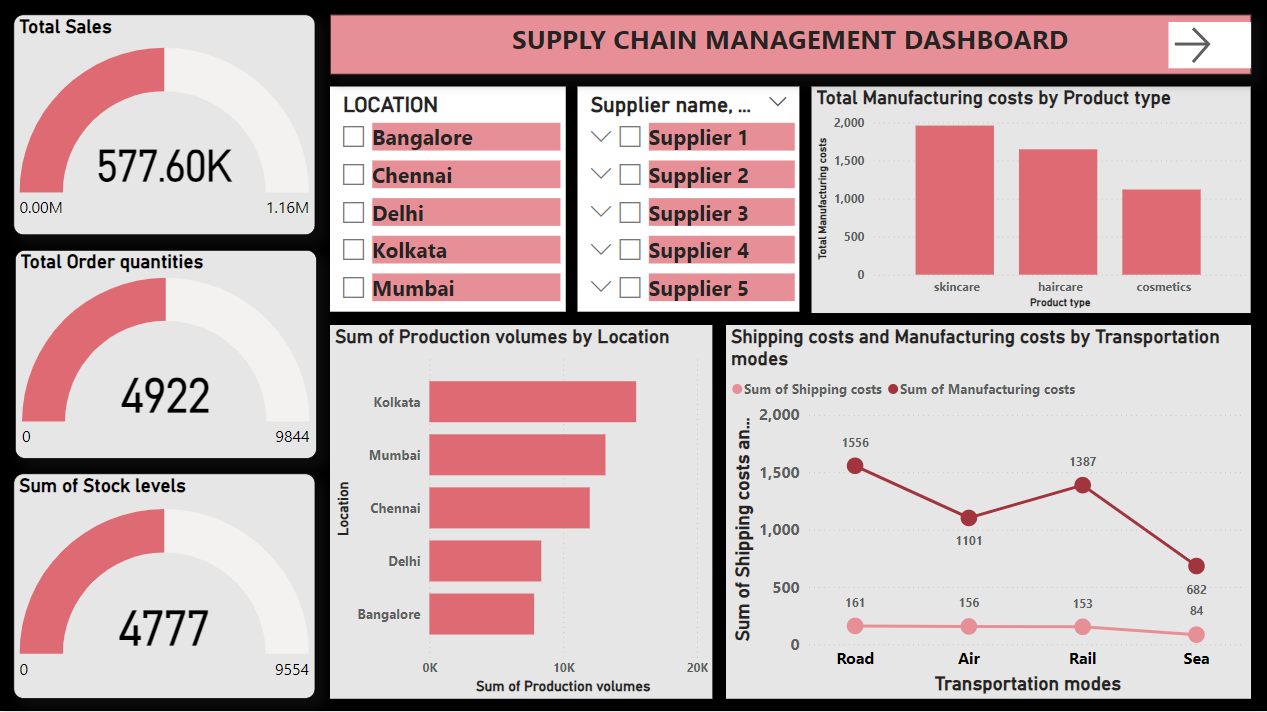 Total Sales
577.60K
0.00M
1.16M
Total Order quantities
4922
0
9844
Sum of Stock levels
4777
0
9554
SUPPLY CHAIN MANAGEMENT DASHBOARD
LOCATION
Bangalore
Chennai
Delhi
Kolkata
Mumbai
Supplier name, ...
Supplier 1
Supplier 2
Supplier 3
Supplier 4
Supplier 5
Total Manufacturing costs by Product type
Total Manufacturing costs
2,000
1,500
1,000
500
0
skincare
haircare
cosmetics
Product type
Sum of Production volumes by Location
Location
Kolkata
Mumbai
Chennai
Delhi
Bangalore
0K
10K
20K
Sum of Production volumes
Shipping costs and Manufacturing costs by Transportation
modes
Sum of Shipping costs
Sum of Manufacturing costs
Sum of Shipping costs an...
2,000
1,500
1,000
500
0
1556
1101
1387
682
161
156
153
84
Road
Air
Rail
Sea
Transportation modes